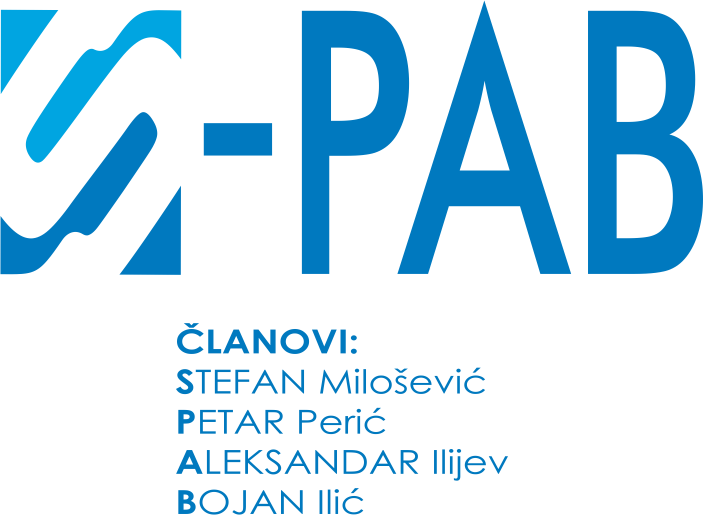 S-PAB
ČLANOVI:
STEFAN Milošević
PETAR Perić
ALEKSANDAR Ilijev
BOJAN Ilić